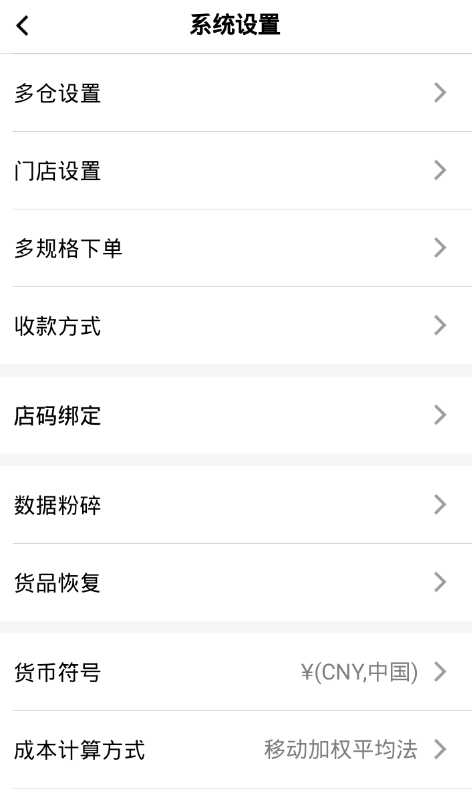 系统设置
多仓设置
门店设置
多规格下单
收款方式
店码绑定
数据粉碎
货品恢复
货币符号 ¥(CNY,中国)
成本计算方式 移动加权平均法